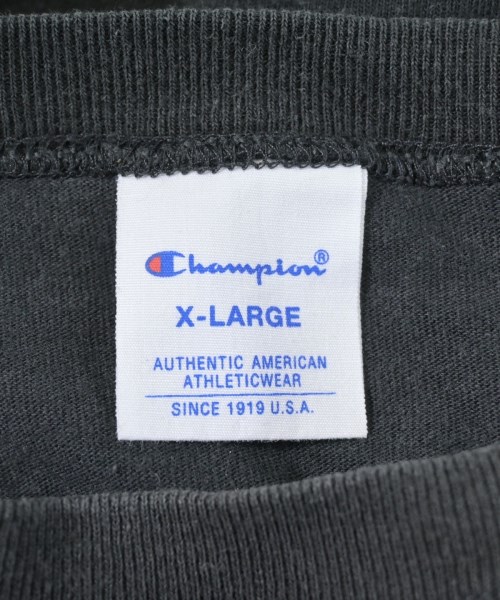 Champion®
X-LARGE
AUTHENTIC AMERICAN
ATHLETICWEAR
SINCE 1919 U.S.A.